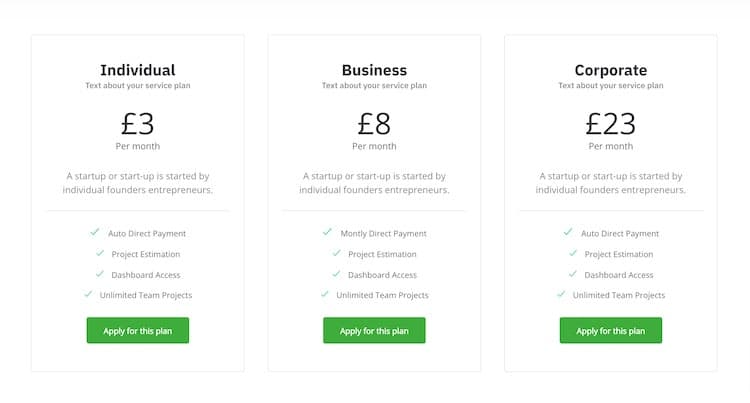 Individual
Text about your service plan
£3
Per month
A startup or start-up is started by
individual founders entrepreneurs.
Auto Direct Payment
Project Estimation
Dashboard Access
Unlimited Team Projects
Apply for this plan
Business
Text about your service plan
£8
Per month
A startup or start-up is started by
individual founders entrepreneurs.
Montly Direct Payment
Project Estimation
Dashboard Access
Unlimited Team Projects
Apply for this plan
Corporate
Text about your service plan
£23
Per month
A startup or start-up is started by
individual founders entrepreneurs.
Auto Direct Payment
Project Estimation
Dashboard Access
Unlimited Team Projects
Apply for this plan